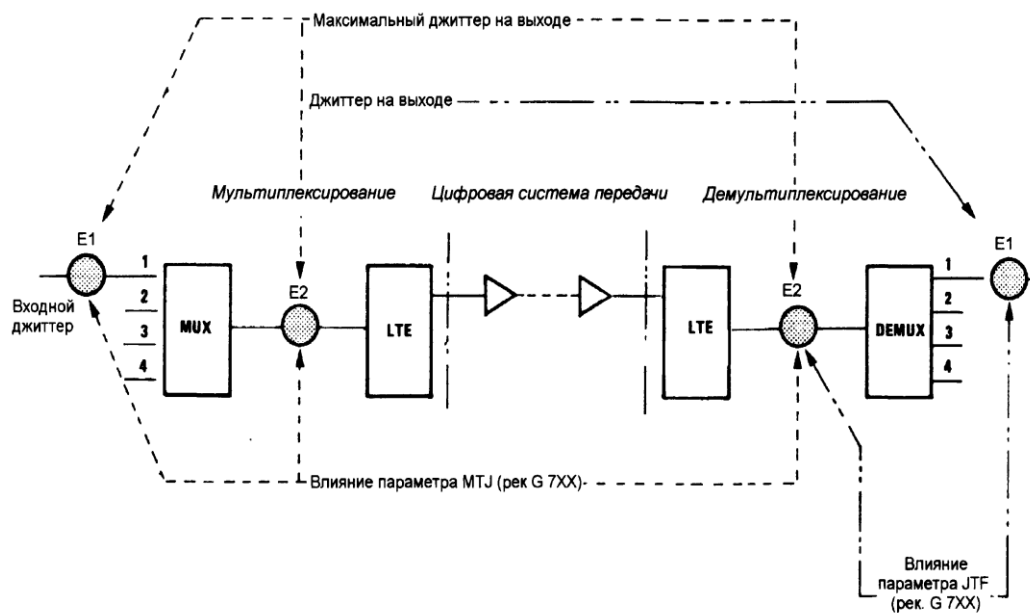 Максимальный джиттер на выходе
Джиттер на выходе
Мультиплексирование
Цифровая система передачи
Демультиплексирование
E1
Входной
джиттер
1
2
3
4
MUX
E2
LTE
LTE
E2
DEMUX
1
2
3
4
E1
Влияние параметра MTJ (рек G 7XX)
Влияние
параметра JTF
(рек. G 7XX)